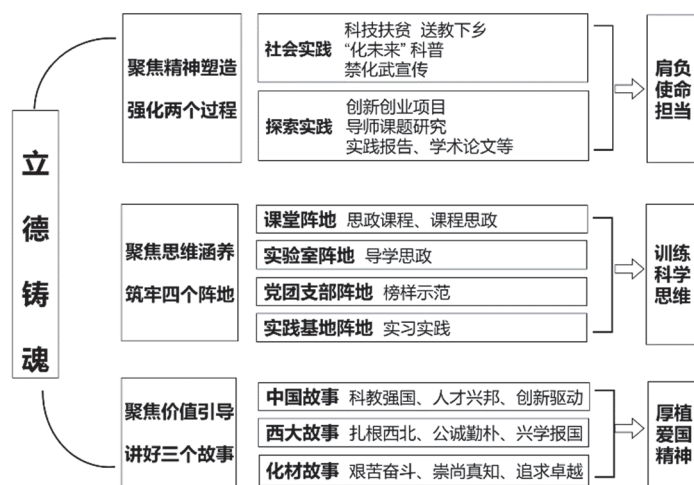 立德铸魂
聚焦精神塑造
强化两个过程
社会实践
科技扶贫 送教下乡
“化未来”科普
禁化武宣传
探索实践
创新创业项目
导师课题研究
实践报告、学术论文等
肩负
使命
担当
聚焦思维涵养
筑牢四个阵地
课堂阵地 思政课程、课程思政
实验室阵地 导学思政
党团支部阵地 榜样示范
实践基地阵地 实习实践
训练
科学
思维
聚焦价值引导
讲好三个故事
中国故事 科教强国、人才兴邦、创新驱动
西大故事 扎根西北、公诚勤朴、兴学报国
化材故事 艰苦奋斗、崇尚真知、追求卓越
厚植
爱国
精神